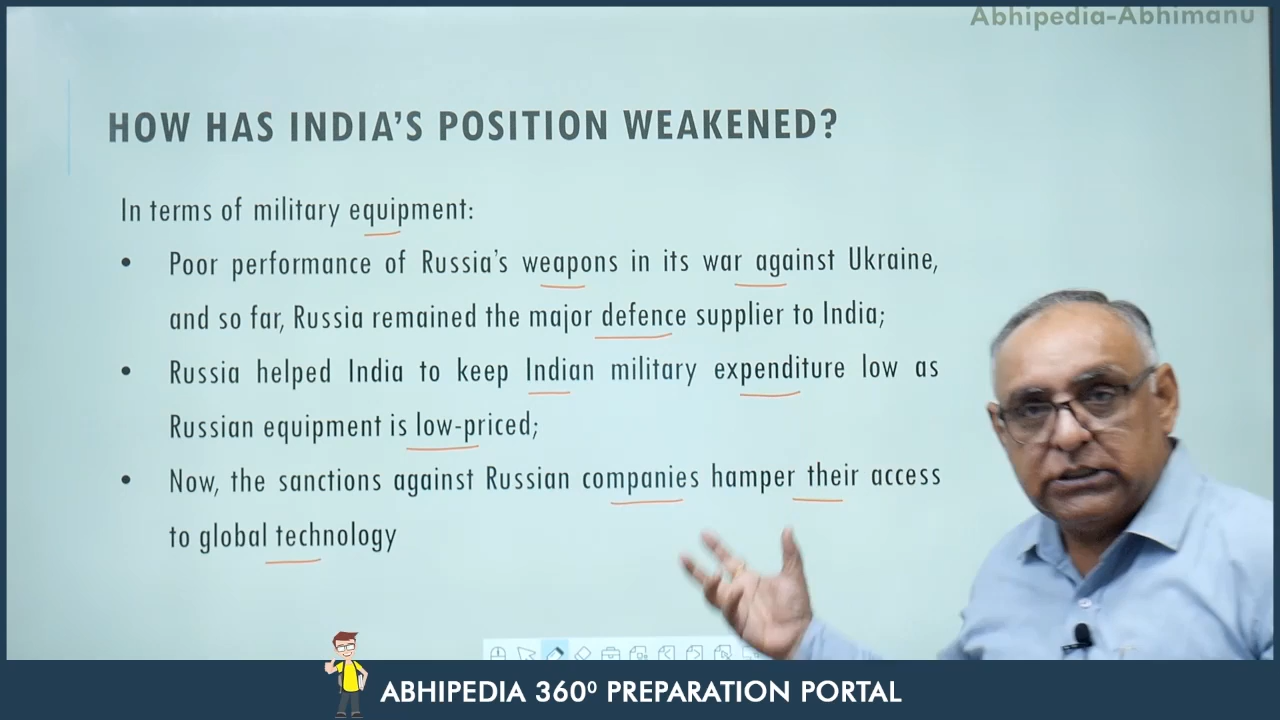 Abhipedia-Abhimanu
HOW HAS INDIA'S POSITION WEAKENED?
In terms of military equipment:
• Poor performance of Russia's weapons in its war against Ukraine,
and so far, Russia remained the major defence supplier to India;
• Russia helped India to keep Indian military expenditure low as
Russian equipment is low-priced;
• Now, the sanctions against Russian companies hamper their access
to global technology
ABHIPEDIA 360⁰ PREPARATION PORTAL